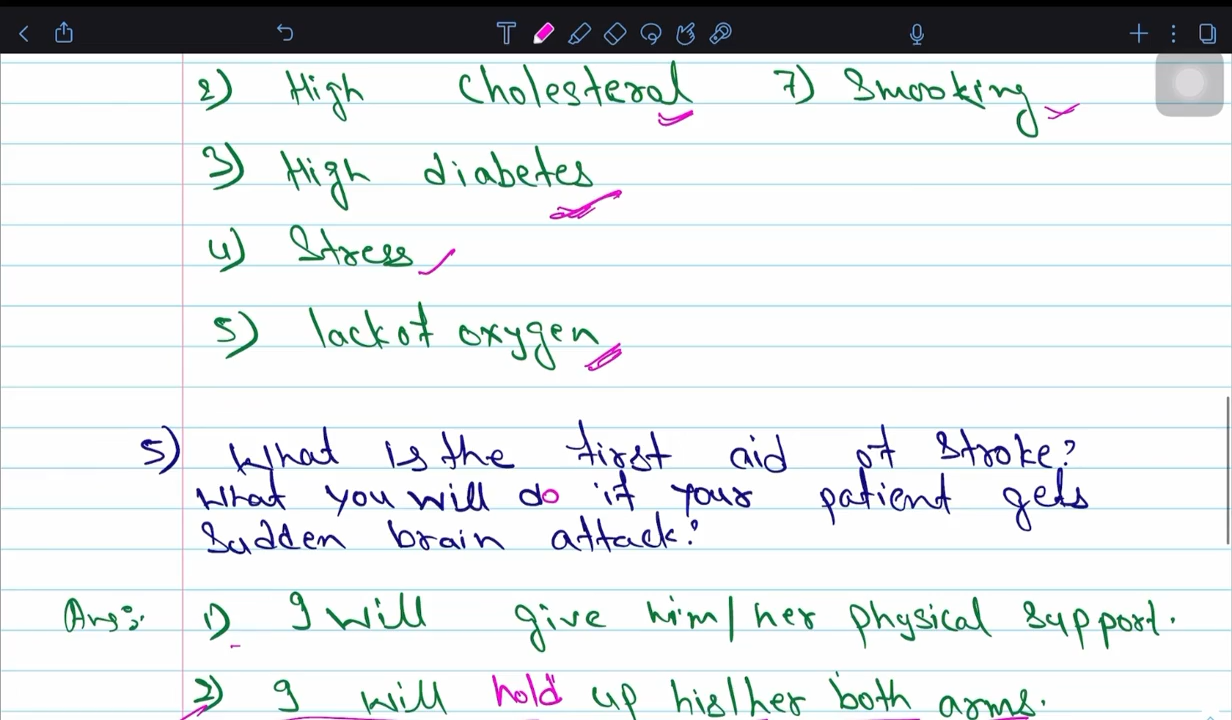 2) High Cholesteral 7) Smooking
3) High diabetes
4) Stress
5) lack of oxygen
5) What is the first aid of stroke?
What you will do if your patient gets
Sudden brain attack?
Ans: 1) I will give him/her physical support.
2) I will hold up his/her both arms.